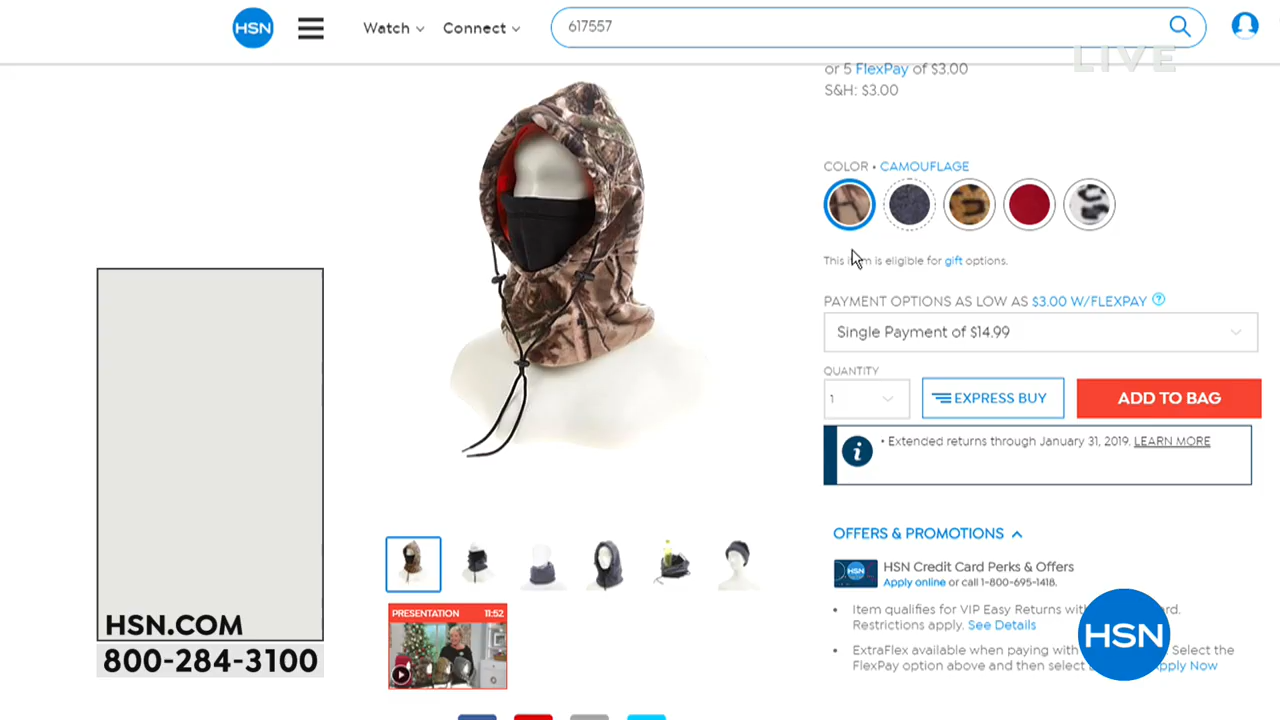 HSN
Watch
Connect
617557
LIVE
or 5 FlexPay of $3.00
S&H: $3.00
COLOR • CAMOUFLAGE
This item is eligible for gift options.
PAYMENT OPTIONS AS LOW AS $3.00 W/FLEXPAY ?
Single Payment of $14.99
QUANTITY
1
EXPRESS BUY
ADD TO BAG
i
• Extended returns through January 31, 2019. LEARN MORE
OFFERS & PROMOTIONS
HSN
HSN Credit Card Perks & Offers
Apply online or call 1-800-695-1418.
• Item qualifies for VIP Easy Returns
Restrictions apply. See Details
• ExtraFlex available when paying with Select the
FlexPay option above and then select Apply Now
HSN
PRESENTATION 11:52
HSN.COM
800-284-3100